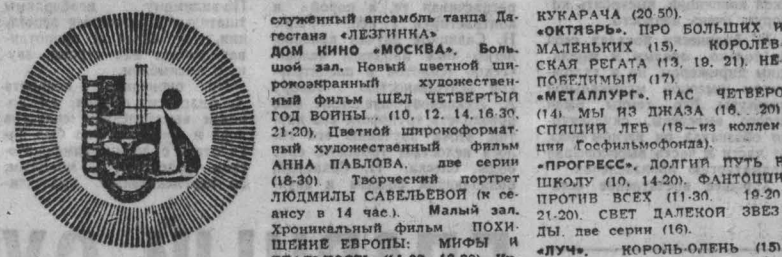 служенный ансамбль танца Да-
гестана «ЛЕЗГИНКА»
ДОМ КИНО «МОСКВА». Боль-
шой зал. Новый цветной ши-
рокоэкранный художествен-
ный фильм ШЕЛ ЧЕТВЕРТЫЙ
ГОД ВОЙНЫ... (10, 12, 14, 16-30,
21-20). Цветной широкоформат-
ный художественный фильм
АННА ПАВЛОВА, две серии
(18-30). Творческий портрет
ЛЮДМИЛЫ САВЕЛЬЕВОЙ (к се-
ансу в 14 час.). Малый зал.
Хроникальный фильм ПОХИ-
ЩЕНИЕ ЕВРОПЫ: МИФЫ И
КУКАРАЧА (20-50).
«ОКТЯБРЬ». ПРО БОЛЬШИХ И
МАЛЕНЬКИХ (15). КОРОЛЕВ-
СКАЯ РЕГАТА (13, 19, 21). НЕ-
ПОБЕДИМЫЙ (17).
«МЕТАЛЛУРГ». НАС ЧЕТВЕРО
(14) МЫ ИЗ ДЖАЗА (16, 20)
СПЯЩИЙ ЛЕВ (18—из коллек-
ции Госфильмофонда).
«ПРОГРЕСС». ДОЛГИЙ ПУТЬ В
ШКОЛУ (10, 14-20). ФАНТОЦЦИ
ПРОТИВ ВСЕХ (11-30, 19-20
21-20). СВЕТ ДАЛЕКОЙ ЗВЕЗ
ДЫ, две серии (16).
«ЛУЧ». КОРОЛЬ-ОЛЕНЬ (15)